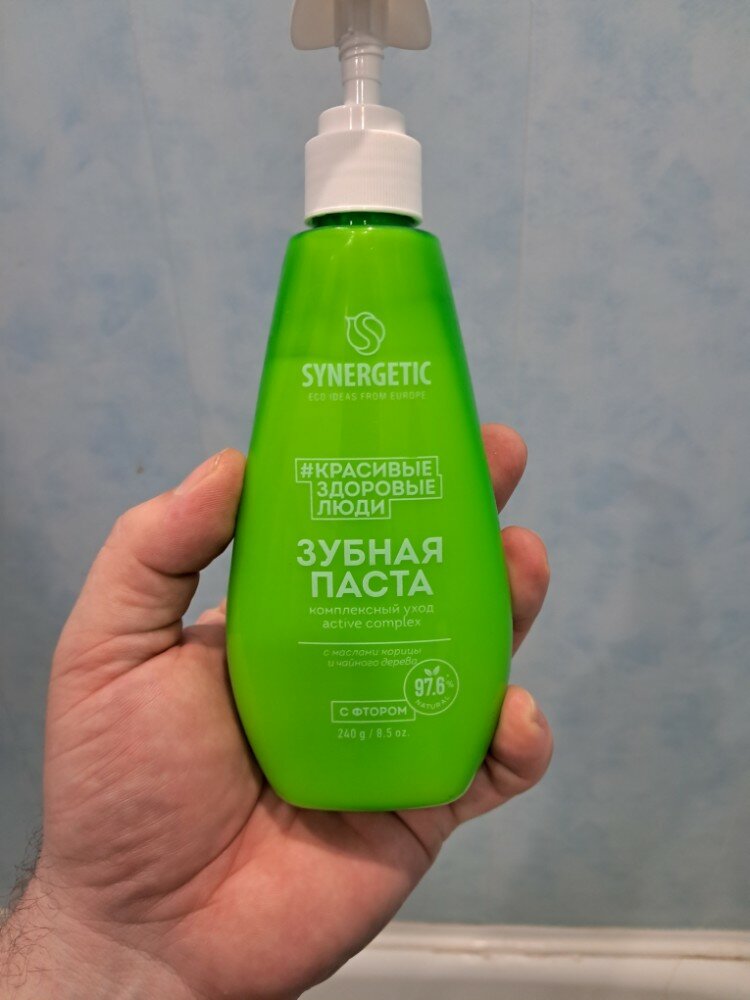 SYNERGETIC
ECO IDEAS FROM EUROPE
#КРАСИВЫЕ
ЗДОРОВЫЕ
ЛЮДИ
ЗУБНАЯ
ПАСТА
комплексный уход
active complex
с маслами корицы
и чайного дерева
97.6%
NATURAL
С ФТОРОМ
240 g / 8.5 oz.